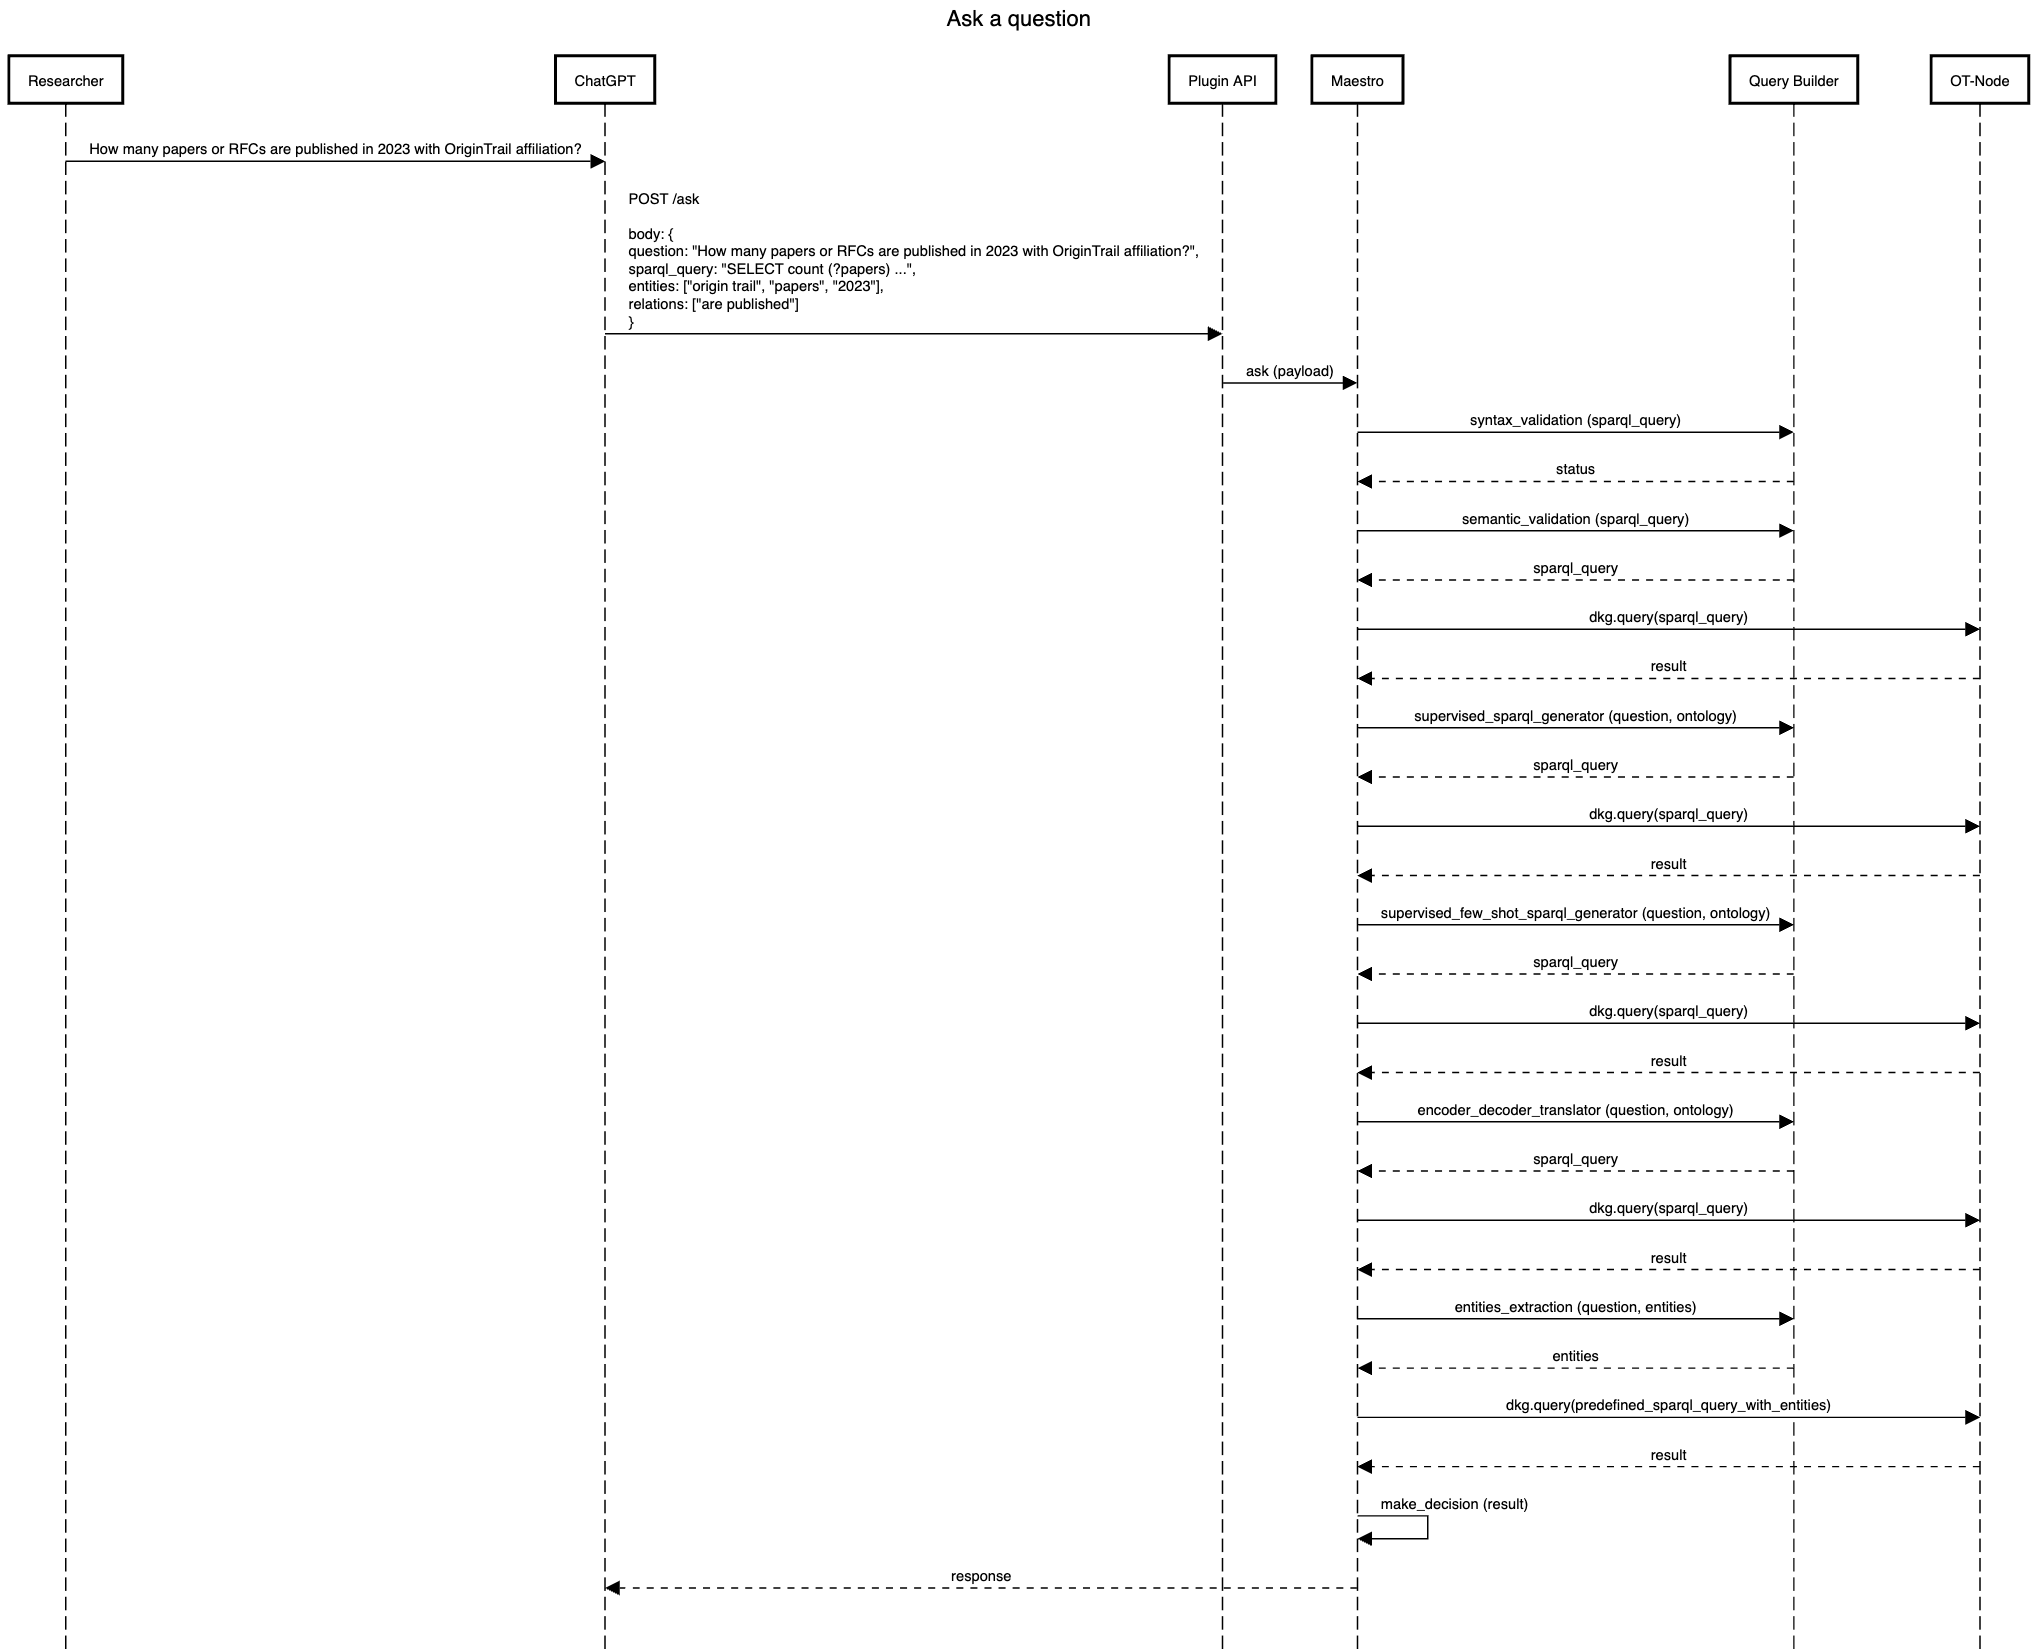 Ask a question
Researcher
ChatGPT
Plugin API
Maestro
Query Builder
OT-Node
How many papers or RFCs are published in 2023 with OriginTrail affiliation?
POST /ask
body: {
question: "How many papers or RFCs are published in 2023 with OriginTrail affiliation?",
sparql_query: "SELECT count (?papers) ...",
entities: ["origin trail", "papers", "2023"],
relations: ["are published"]
}
ask (payload)
syntax_validation (sparql_query)
status
semantic_validation (sparql_query)
sparql_query
dkg.query(sparql_query)
result
supervised_sparql_generator (question, ontology)
sparql_query
dkg.query(sparql_query)
result
supervised_few_shot_sparql_generator (question, ontology)
sparql_query
dkg.query(sparql_query)
result
encoder_decoder_translator (question, ontology)
sparql_query
dkg.query(sparql_query)
result
entities_extraction (question, entities)
entities
dkg.query(predefined_sparql_query_with_entities)
result
make_decision (result)
response